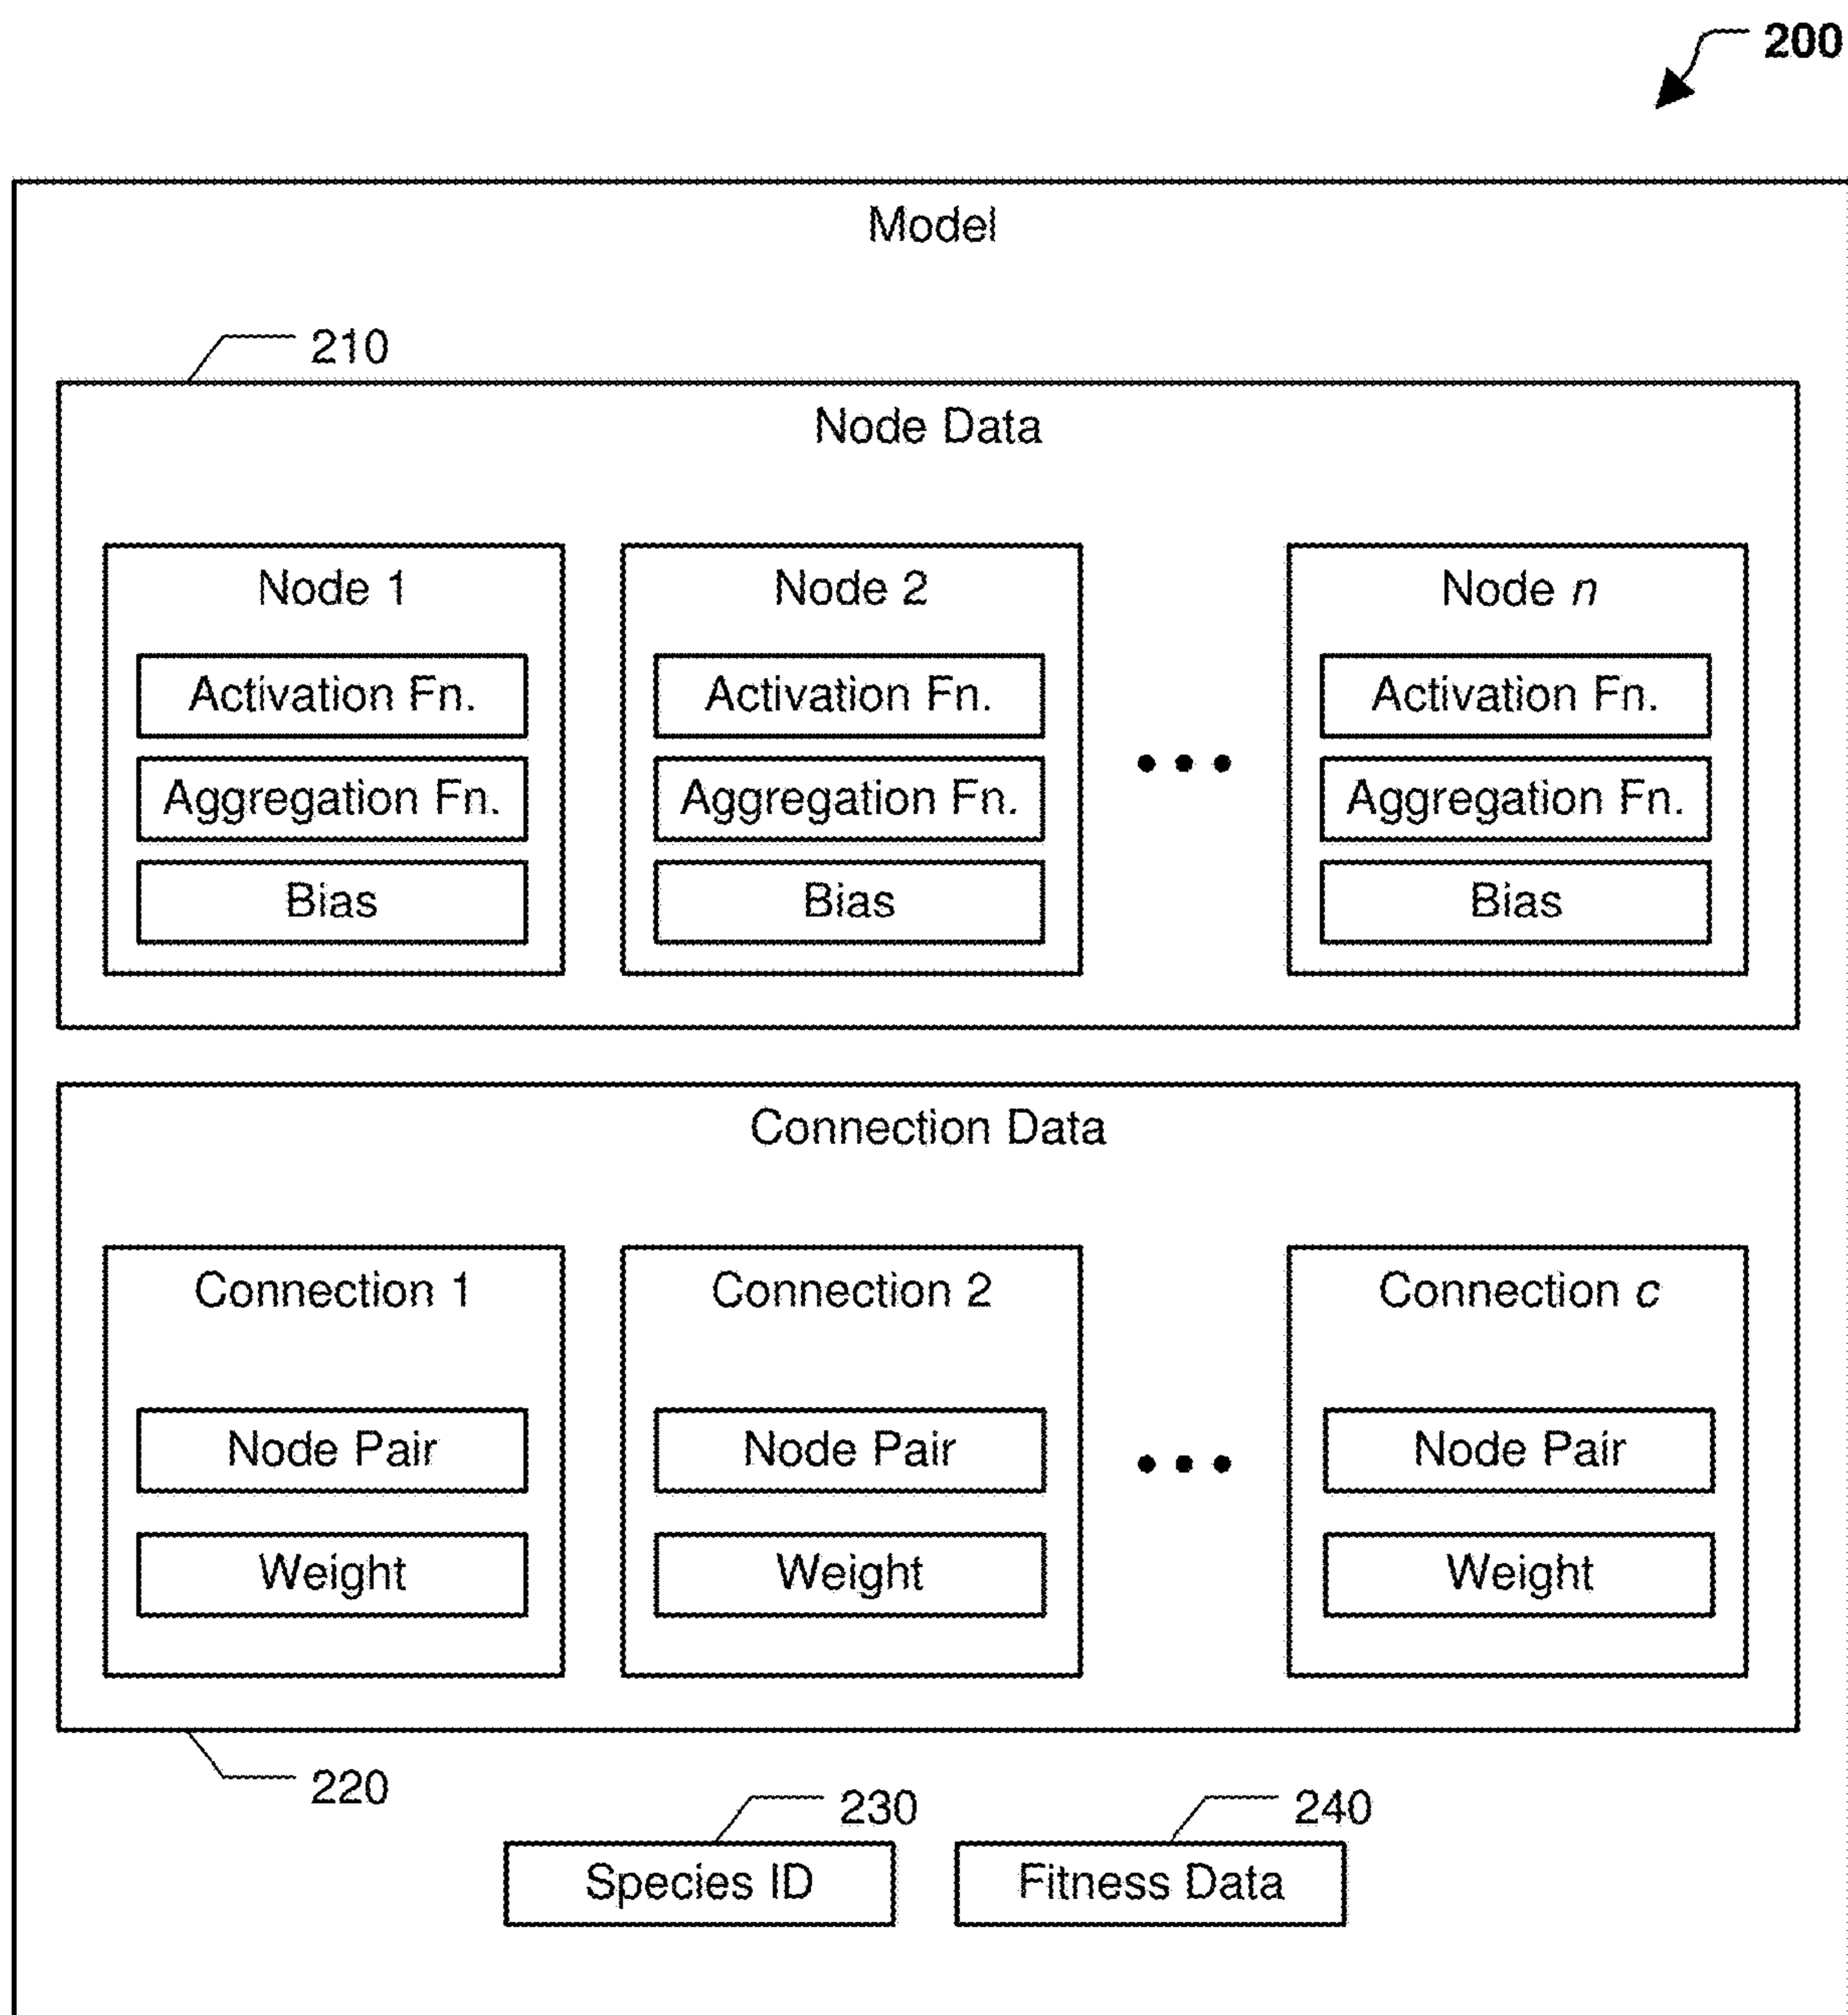 200
Model
210
Node Data
Node 1 Node 2 Node n
Activation Fn. Activation Fn. Activation Fn.
Aggregation Fn. Aggregation Fn. Aggregation Fn.
Bias Bias Bias
Connection Data
Connection 1 Connection 2 Connection c
Node Pair Node Pair Node Pair
Weight Weight Weight
220
230 240
Species ID Fitness Data